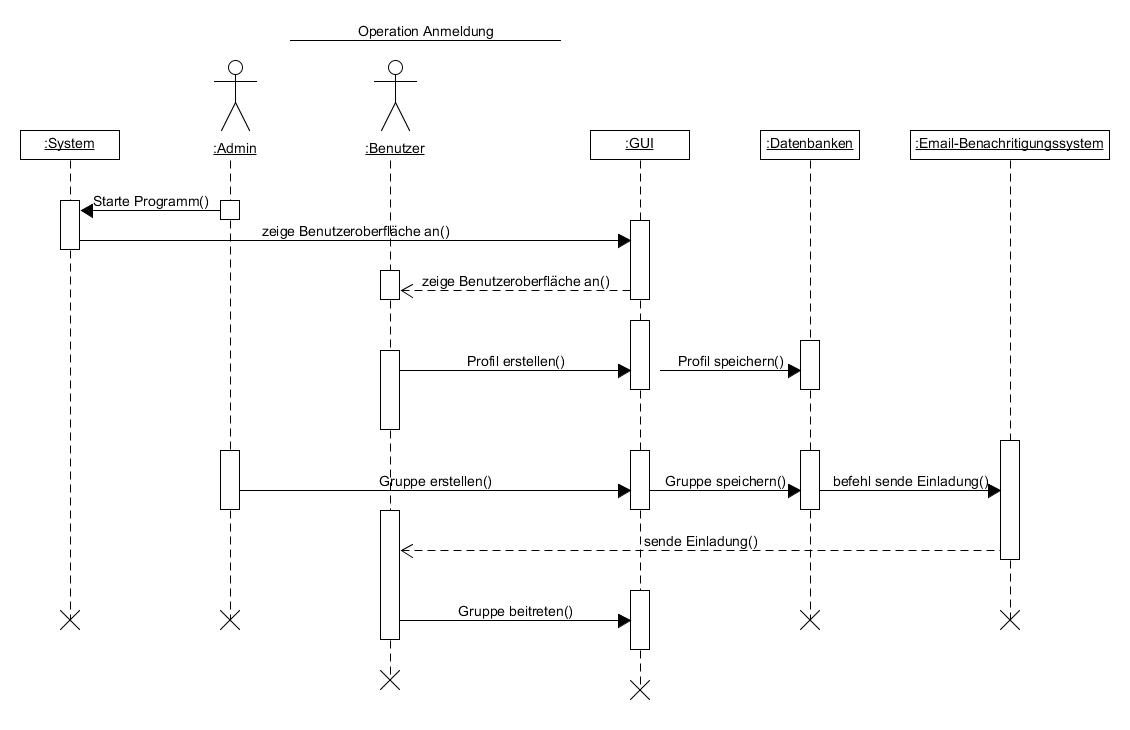 Operation Anmeldung
:System
:Admin
:Benutzer
:GUI
:Datenbanken
:Email-Benachritigungssystem
Starte Programm()
zeige Benutzeroberfläche an()
zeige Benutzeroberfläche an()
Profil erstellen()
Profil speichern()
Gruppe erstellen()
Gruppe speichern()
befehl sende Einladung()
sende Einladung()
Gruppe beitreten()